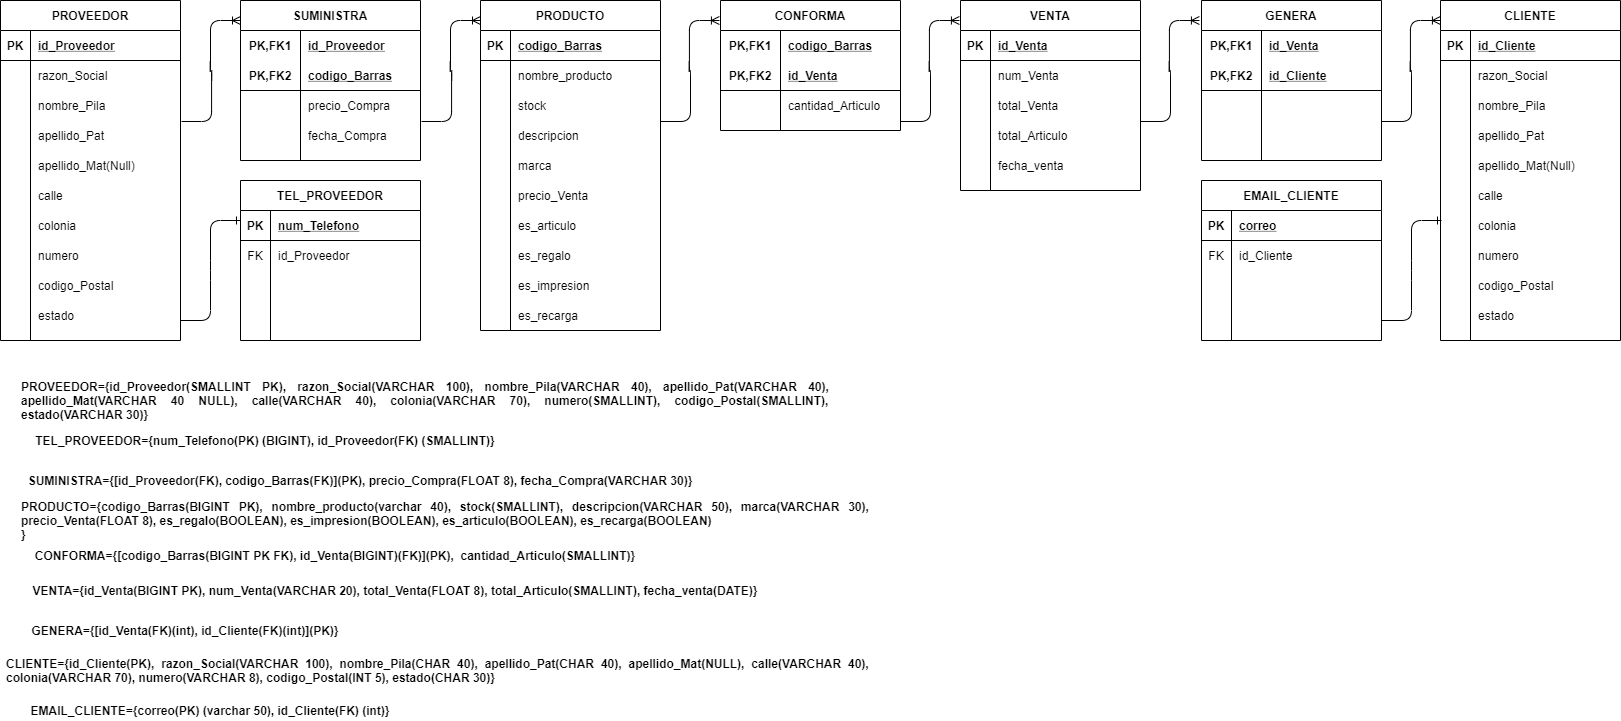 PROVEEDOR
PK id_Proveedor
razon_Social
nombre_Pila
apellido_Pat
apellido_Mat(Null)
calle
colonia
numero
codigo_Postal
estado
SUMINISTRA
PK,FK1 id_Proveedor
PK,FK2 codigo_Barras
precio_Compra
fecha_Compra
TEL_PROVEEDOR
PK num_Telefono
FK id_Proveedor
PRODUCTO
PK codigo_Barras
nombre_producto
stock
descripcion
marca
precio_Venta
es_articulo
es_regalo
es_impresion
es_recarga
CONFORMA
PK,FK1 codigo_Barras
PK,FK2 id_Venta
cantidad_Articulo
VENTA
PK id_Venta
num_Venta
total_Venta
total_Articulo
fecha_venta
GENERA
PK,FK1 id_Venta
PK,FK2 id_Cliente
EMAIL_CLIENTE
PK correo
FK id_Cliente
CLIENTE
PK id_Cliente
razon_Social
nombre_Pila
apellido_Pat
apellido_Mat(Null)
calle
colonia
numero
codigo_Postal
estado
PROVEEDOR={id_Proveedor(SMALLINT PK), razon_Social(VARCHAR 100), nombre_Pila(VARCHAR 40), apellido_Pat(VARCHAR 40),
apellido_Mat(VARCHAR 40 NULL), calle(VARCHAR 40), colonia(VARCHAR 70), numero(SMALLINT), codigo_Postal(SMALLINT),
estado(VARCHAR 30)}
TEL_PROVEEDOR={num_Telefono(PK) (BIGINT), id_Proveedor(FK) (SMALLINT)}
SUMINISTRA={[id_Proveedor(FK), codigo_Barras(FK)](PK), precio_Compra(FLOAT 8), fecha_Compra(VARCHAR 30)}
PRODUCTO={codigo_Barras(BIGINT PK), nombre_producto(varchar 40), stock(SMALLINT), descripcion(VARCHAR 50), marca(VARCHAR 30),
precio_Venta(FLOAT 8), es_regalo(BOOLEAN), es_impresion(BOOLEAN), es_articulo(BOOLEAN), es_recarga(BOOLEAN)
}
CONFORMA={[codigo_Barras(BIGINT PK FK), id_Venta(BIGINT)(FK)](PK), cantidad_Articulo(SMALLINT)}
VENTA={id_Venta(BIGINT PK), num_Venta(VARCHAR 20), total_Venta(FLOAT 8), total_Articulo(SMALLINT), fecha_venta(DATE)}
GENERA={[id_Venta(FK)(int), id_Cliente(FK)(int)](PK)}
CLIENTE={id_Cliente(PK), razon_Social(VARCHAR 100), nombre_Pila(CHAR 40), apellido_Pat(CHAR 40), apellido_Mat(NULL), calle(VARCHAR 40),
colonia(VARCHAR 70), numero(VARCHAR 8), codigo_Postal(INT 5), estado(CHAR 30)}
EMAIL_CLIENTE={correo(PK) (varchar 50), id_Cliente(FK) (int)}